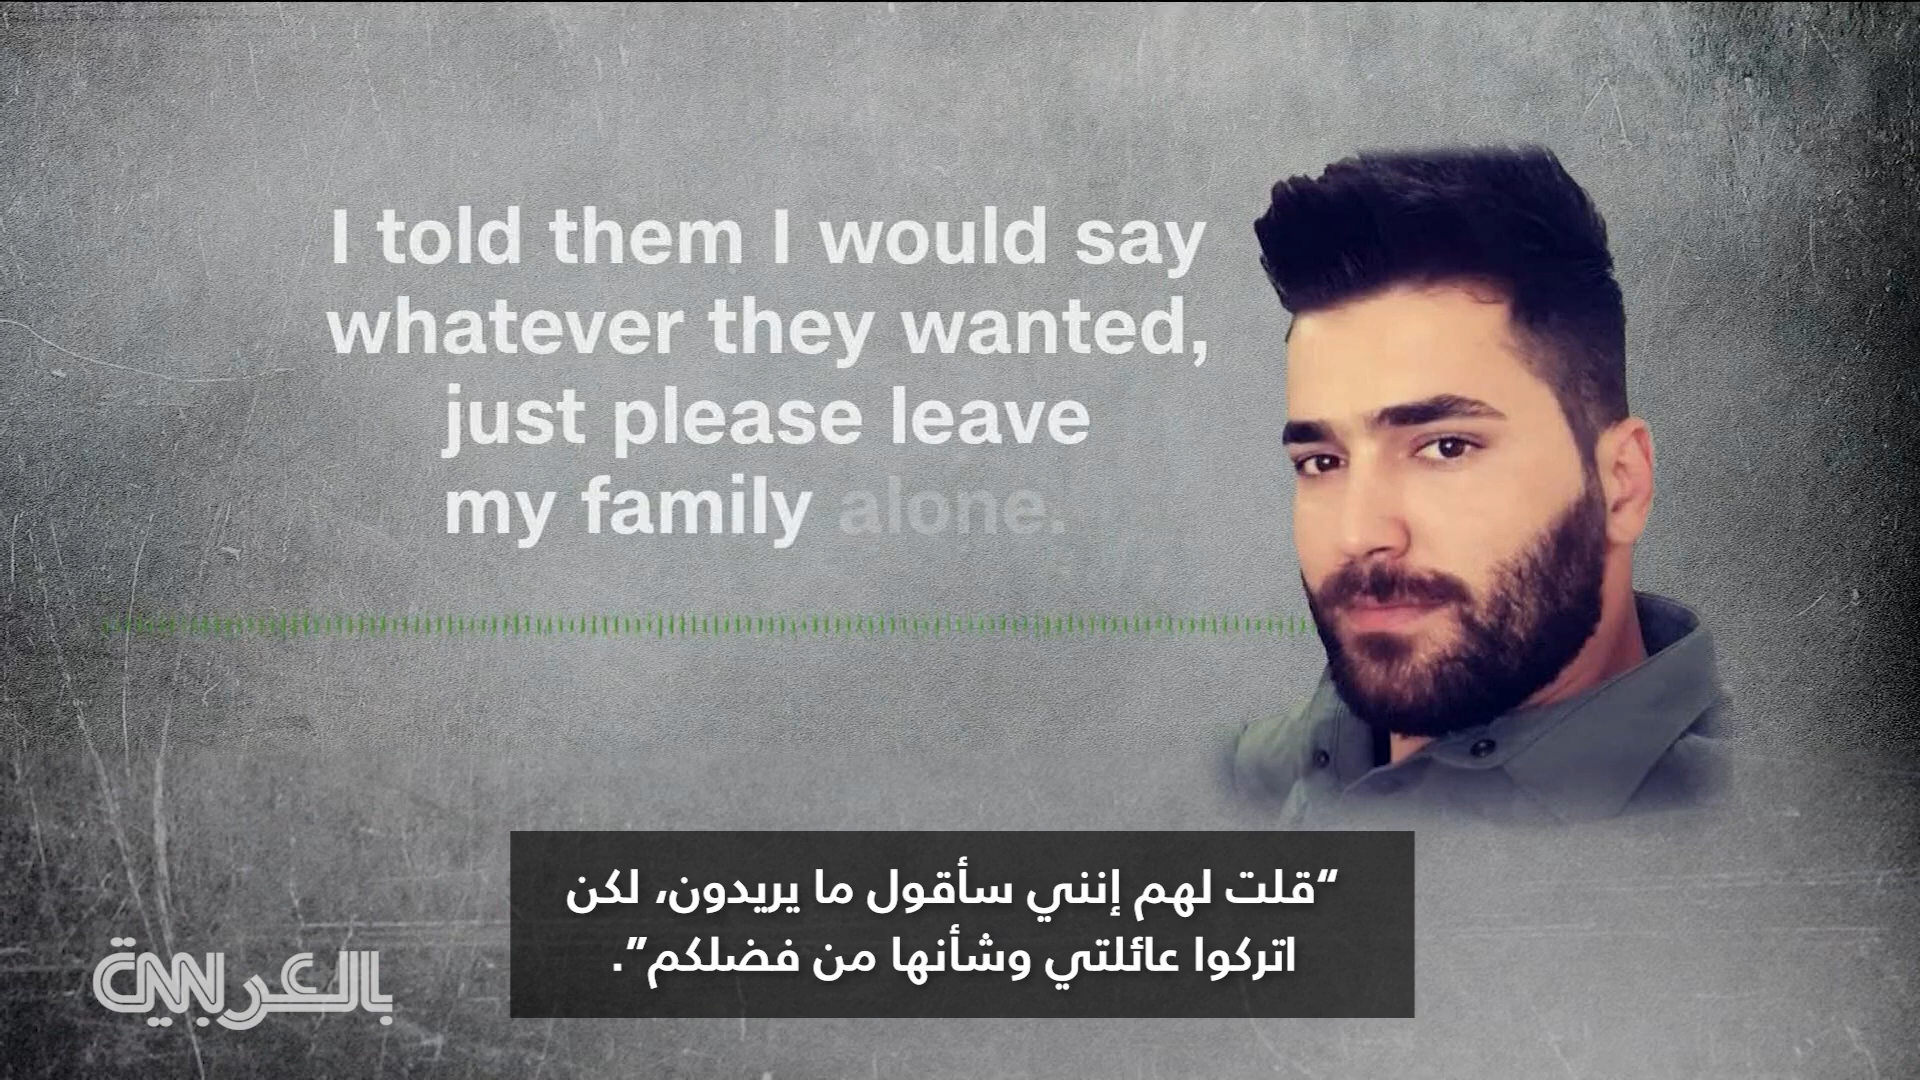 I told them I would say
whatever they wanted,
just please leave
my family alone.
“قلت لهم إنني سأقول ما يريدون، لكن
اتركوا عائلتي وشأنها من فضلكم”.
CNN بالعربية